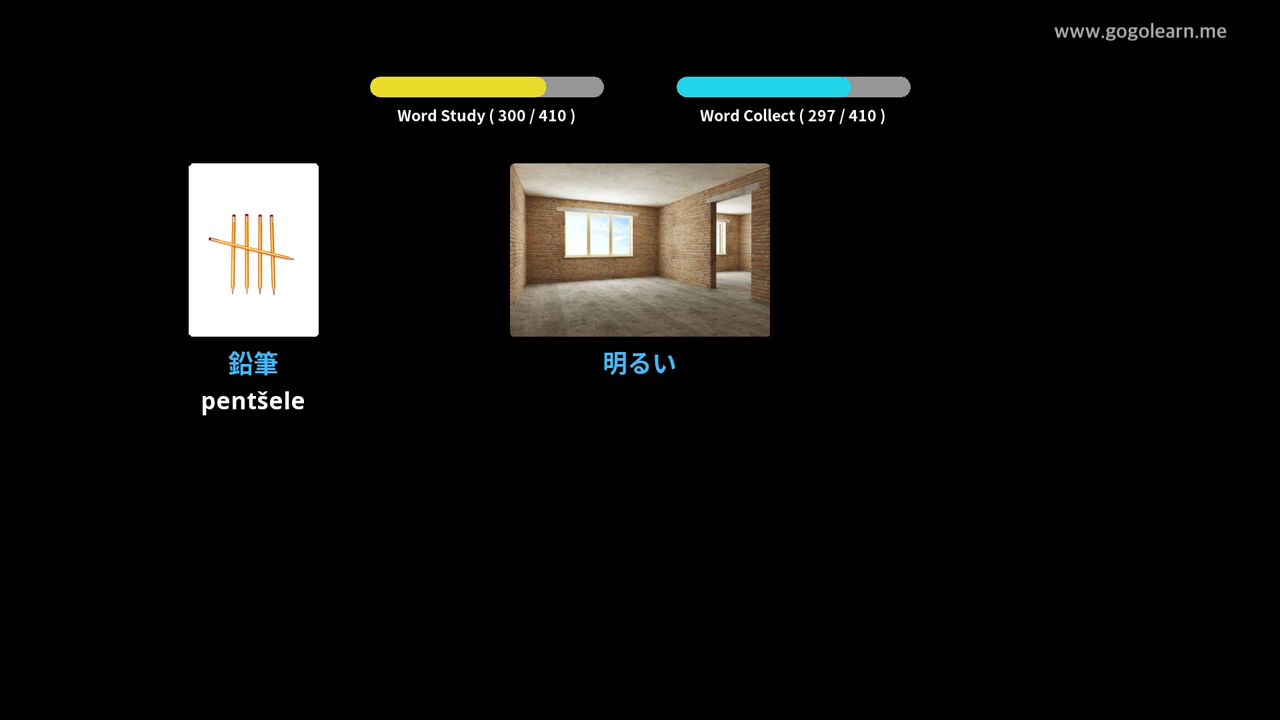 www.gogolearn.me
Word Study ( 300 / 410 )
Word Collect ( 297 / 410 )
鉛筆
pentšele
明るい